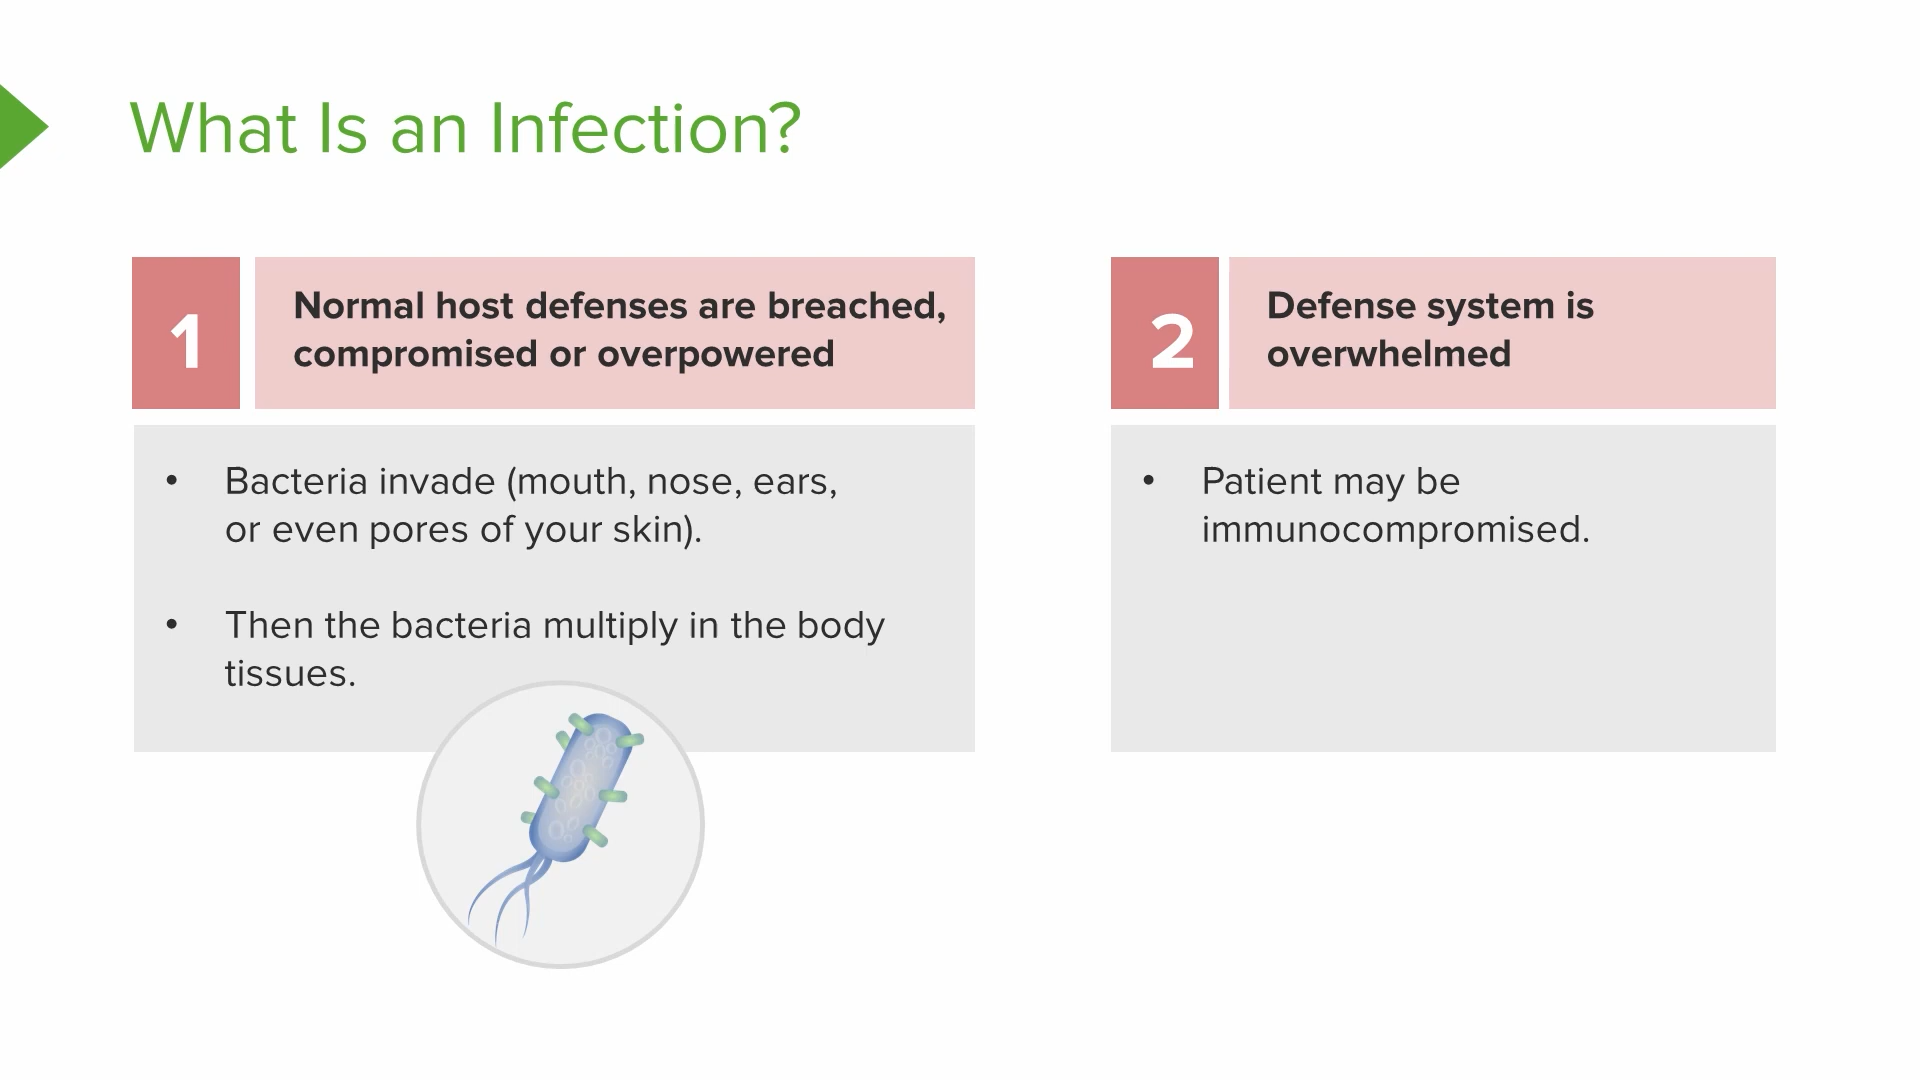 What Is an Infection?
1
Normal host defenses are breached,
compromised or overpowered
• Bacteria invade (mouth, nose, ears,
or even pores of your skin).
• Then the bacteria multiply in the body
tissues.
2
Defense system is
overwhelmed
• Patient may be
immunocompromised.